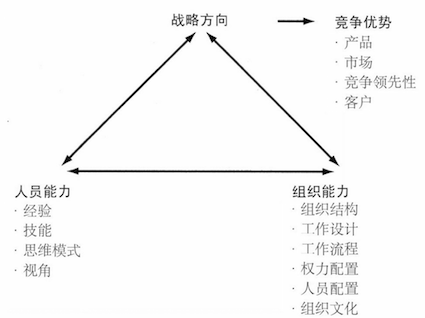 战略方向
竞争优势
· 产品
· 市场
· 竞争领先性
· 客户
人员能力
· 经验
· 技能
· 思维模式
· 视角
组织能力
· 组织结构
· 工作设计
· 工作流程
· 权力配置
· 人员配置
· 组织文化